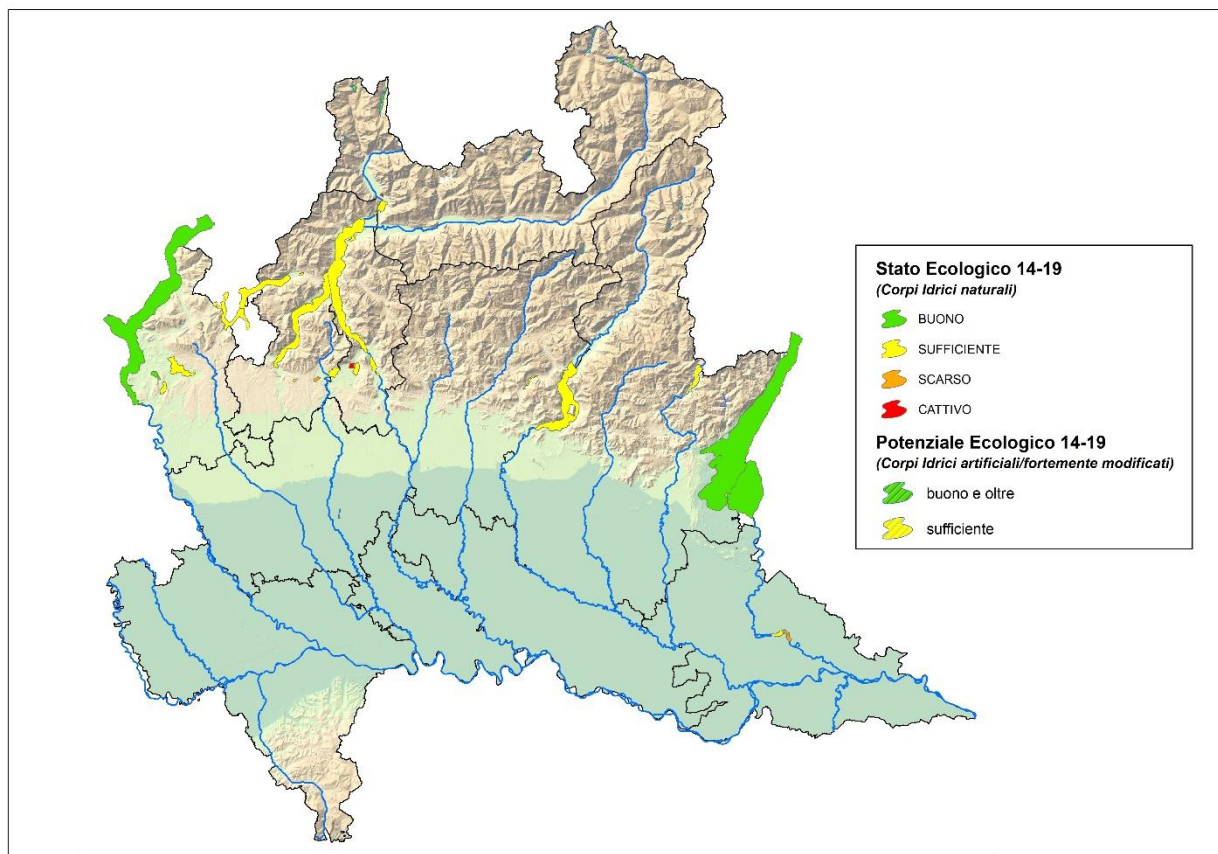 Stato Ecologico 14-19
(Corpi Idrici naturali)
BUONO
SUFFICIENTE
SCARSO
CATTIVO
Potenziale Ecologico 14-19
(Corpi Idrici artificiali/fortemente modificati)
buono e oltre
sufficiente